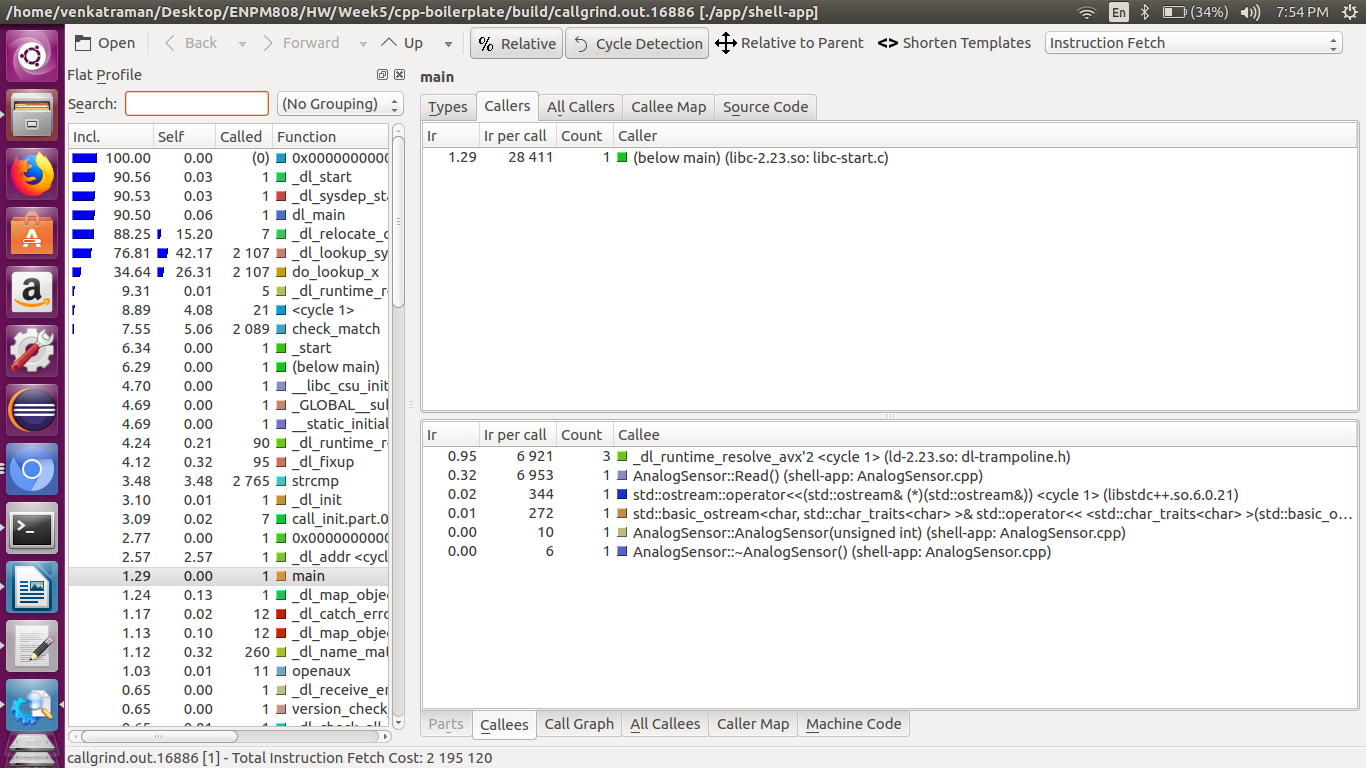 /home/venkatraman/Desktop/ENPM808/HW/Week5/cpp-boilerplate/build/callgrind.out.16886 [./app/shell-app] En (34%) 7:54 PM
Open Back Forward Up % Relative Cycle Detection Relative to Parent <> Shorten Templates Instruction Fetch
Flat Profile
Search: (No Grouping)
Incl. Self Called Function
100.00 0.00 (0) 0x0000000000
90.56 0.03 1 _dl_start
90.53 0.03 1 _dl_sysdep_sta
90.50 0.06 1 dl_main
88.25 15.20 7 _dl_relocate_o
76.81 42.17 2 107 _dl_lookup_sy
34.64 26.31 2 107 do_lookup_x
9.31 0.01 5 _dl_runtime_re
8.89 4.08 21 <cycle 1>
7.55 5.06 2 089 check_match
6.34 0.00 1 _start
6.29 0.00 1 (below main)
4.70 0.00 1 __libc_csu_init
4.69 0.00 1 _GLOBAL__sub
4.69 0.00 1 __static_initial
4.24 0.21 90 _dl_runtime_re
4.12 0.32 95 _dl_fixup
3.48 3.48 2 765 strcmp
3.10 0.01 1 _dl_init
3.09 0.02 7 call_init.part.0
2.77 0.00 1 0x0000000000
2.57 2.57 1 _dl_addr <cycl
1.29 0.00 1 main
1.24 0.13 1 _dl_map_objec
1.17 0.02 12 _dl_catch_erro
1.13 0.10 12 _dl_map_objec
1.12 0.32 260 _dl_name_mat
1.03 0.01 11 openaux
0.65 0.00 1 _dl_receive_er
0.65 0.00 1 version_check_
0.65 0.01 1 _dl_check_all
main
Types Callers All Callers Callee Map Source Code
Ir Ir per call Count Caller
1.29 28 411 1 (below main) (libc-2.23.so: libc-start.c)
Ir Ir per call Count Callee
0.95 6 921 3 _dl_runtime_resolve_avx'2 <cycle 1> (ld-2.23.so: dl-trampoline.h)
0.32 6 953 1 AnalogSensor::Read() (shell-app: AnalogSensor.cpp)
0.02 344 1 std::ostream::operator<<(std::ostream& (*)(std::ostream&)) <cycle 1> (libstdc++.so.6.0.21)
0.01 272 1 std::basic_ostream<char, std::char_traits<char> >& std::operator<< <std::char_traits<char> >(std::basic_o...
0.00 10 1 AnalogSensor::AnalogSensor(unsigned int) (shell-app: AnalogSensor.cpp)
0.00 6 1 AnalogSensor::~AnalogSensor() (shell-app: AnalogSensor.cpp)
Parts Callees Call Graph All Callees Caller Map Machine Code
callgrind.out.16886 [1] - Total Instruction Fetch Cost: 2 195 120